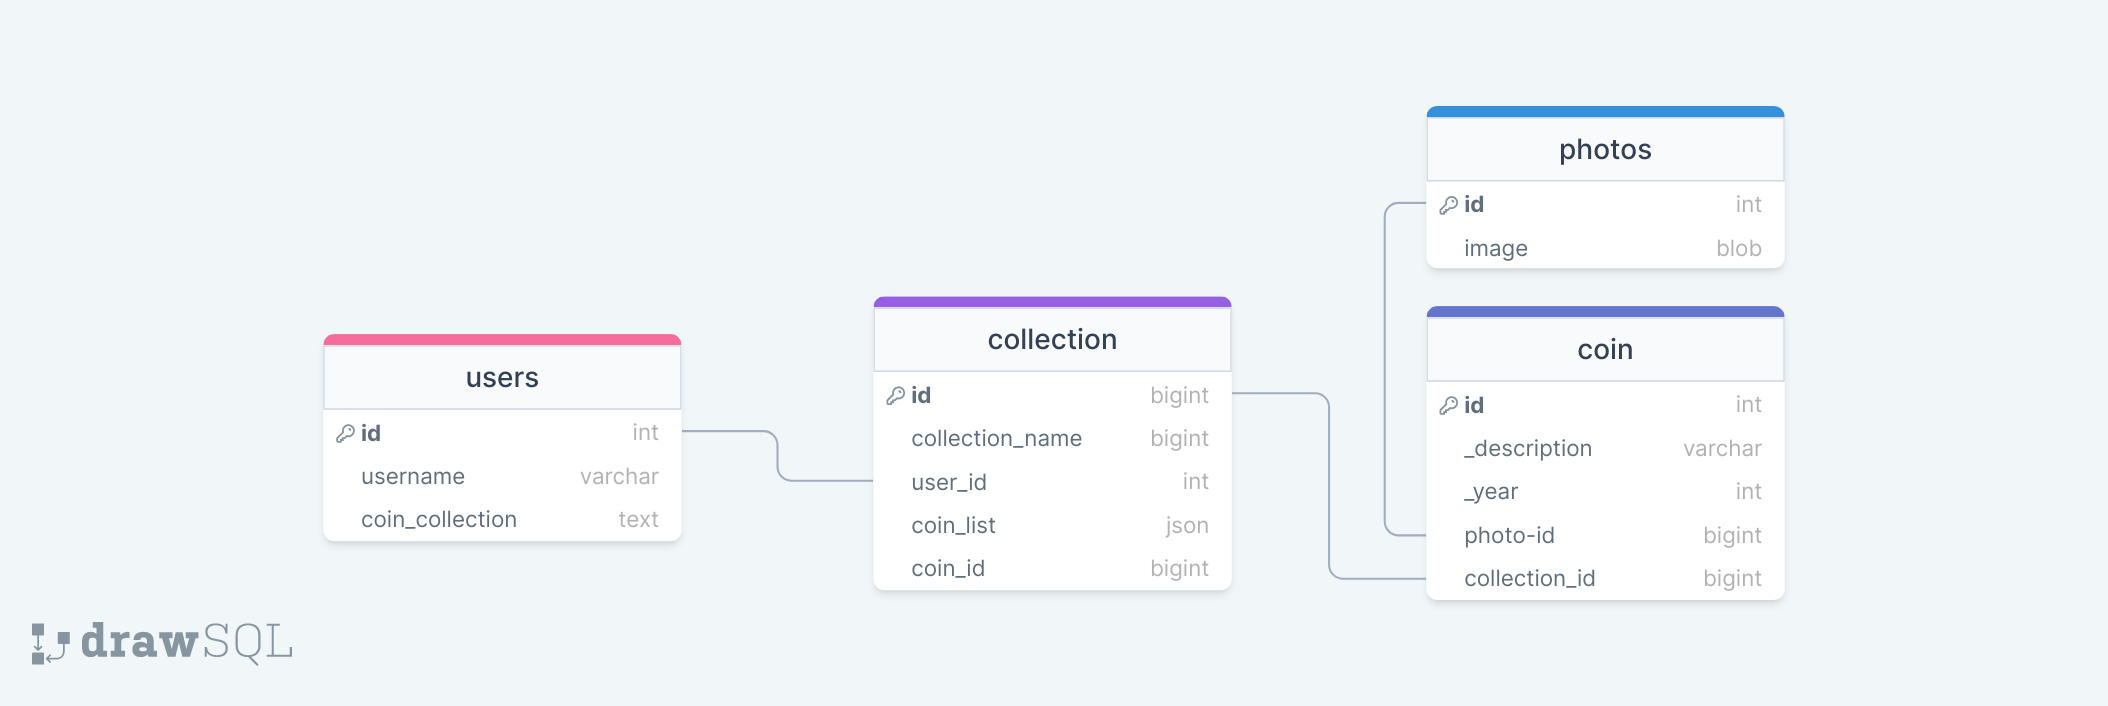 users
id int
username varchar
coin_collection text
collection
id bigint
collection_name bigint
user_id int
coin_list json
coin_id bigint
photos
id int
image blob
coin
id int
_description varchar
_year int
photo-id bigint
collection_id bigint
drawSQL